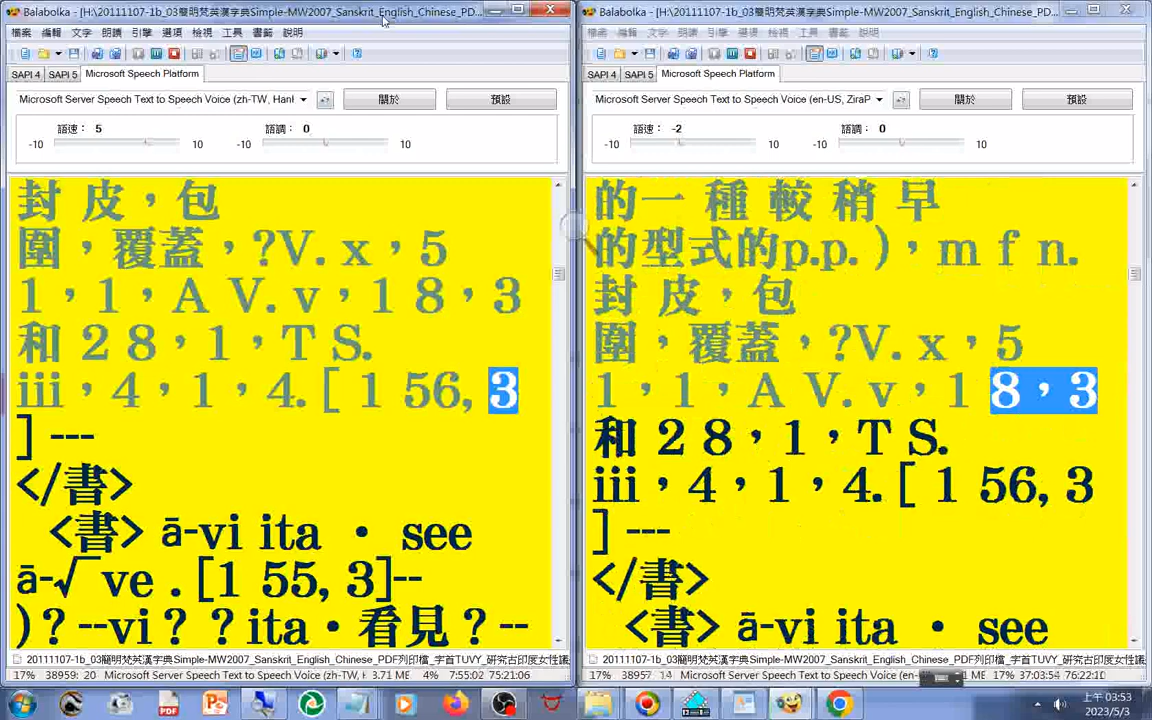 Balabolka - [H:\20111107-1b_03簡明梵英漢字典Simple-MW2007_Sanskrit_English_Chinese_PD...
檔案 編輯 文字 朗讀 引擎 選項 檢視 工具 書籤 說明
SAPI 4 SAPI 5 Microsoft Speech Platform
Microsoft Server Speech Text to Speech Voice (zh-TW, Hanl 關於 預設
語速： 5 語調： 0
-10 10 -10 10
封 皮，包
圍，覆蓋，?V. x，5
1，1，A V. v，1 8，3
和 2 8，1，T S.
iii，4，1，4. [ 1 56, 3
] ---
</書>
<書> ā-vi ita • see
ā-√ ve . [1 55, 3]--
)？--vi？？ita•看見？--
20111107-1b_03簡明梵英漢字典Simple-MW2007_Sanskrit_English_Chinese_PDF列印檔_字首TUVY_研究古印度女性議
17% 38959: 20 Microsoft Server Speech Text to Speech Voice (zh-TW, Han 3.71 MB 4% 7:55:02 75:21:06
Balabolka - [H:\20111107-1b_03簡明梵英漢字典Simple-MW2007_Sanskrit_English_Chinese_PD...
檔案 編輯 文字 朗讀 引擎 選項 檢視 工具 書籤 說明
SAPI 4 SAPI 5 Microsoft Speech Platform
Microsoft Server Speech Text to Speech Voice (en-US, ZiraP 關於 預設
語速： -2 語調： 0
-10 10 -10 10
的一 種 較 稍 早
的型式的p.p. )，m f n.
封 皮，包
圍，覆蓋，?V. x，5
1，1，A V. v，1 8，3
和 2 8，1，T S.
iii，4，1，4. [ 1 56, 3
] ---
</書>
<書> ā-vi ita • see
20111107-1b_03簡明梵英漢字典Simple-MW2007_Sanskrit_English_Chinese_PDF列印檔_字首TUVY_研究古印度女性議
17% 38957 14 Microsoft Server Speech Text to Speech Voice (en-US, 17% 37:03:54 76:22:10
上午 03:53
2023/5/3